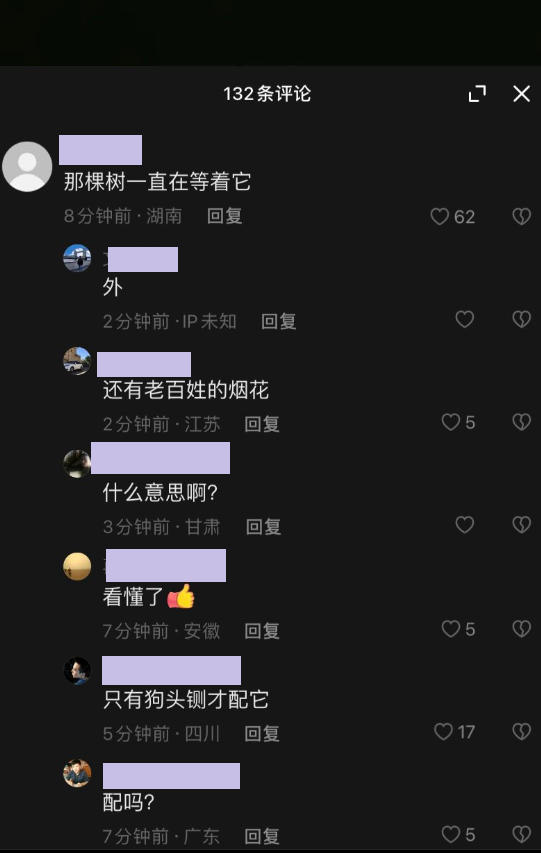 132条评论
那棵树一直在等着它
8分钟前·湖南 回复 62
外
2分钟前·IP未知 回复
还有老百姓的烟花
2分钟前·江苏 回复 5
什么意思啊?
3分钟前·甘肃 回复
看懂了👍
7分钟前·安徽 回复 5
只有狗头铡才配它
5分钟前·四川 回复 17
配吗?
7分钟前·广东 回复 5